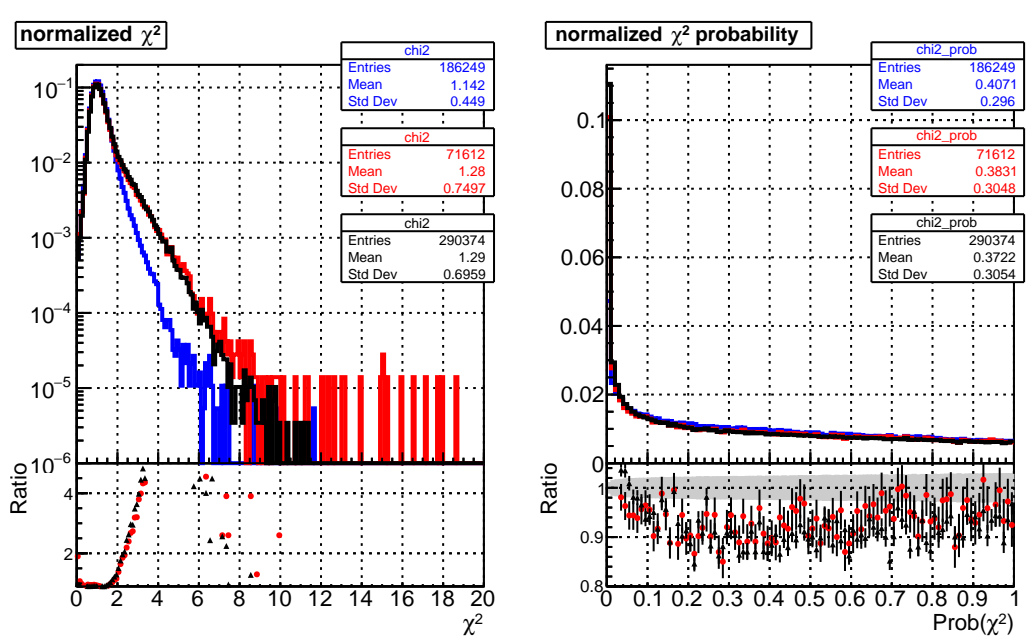 normalized χ²
chi2
Entries 186249
Mean 1.142
Std Dev 0.449
chi2
Entries 71612
Mean 1.28
Std Dev 0.7497
chi2
Entries 290374
Mean 1.29
Std Dev 0.6959
10⁻¹
10⁻²
10⁻³
10⁻⁴
10⁻⁵
10⁻⁶
Ratio
4
2
0 2 4 6 8 10 12 14 16 18 20
χ²
normalized χ² probability
chi2_prob
Entries 186249
Mean 0.4071
Std Dev 0.296
chi2_prob
Entries 71612
Mean 0.3831
Std Dev 0.3048
chi2_prob
Entries 290374
Mean 0.3722
Std Dev 0.3054
0.1
0.08
0.06
0.04
0.02
0
Ratio
1
0.9
0.8
0 0.1 0.2 0.3 0.4 0.5 0.6 0.7 0.8 0.9 1
Prob(χ²)